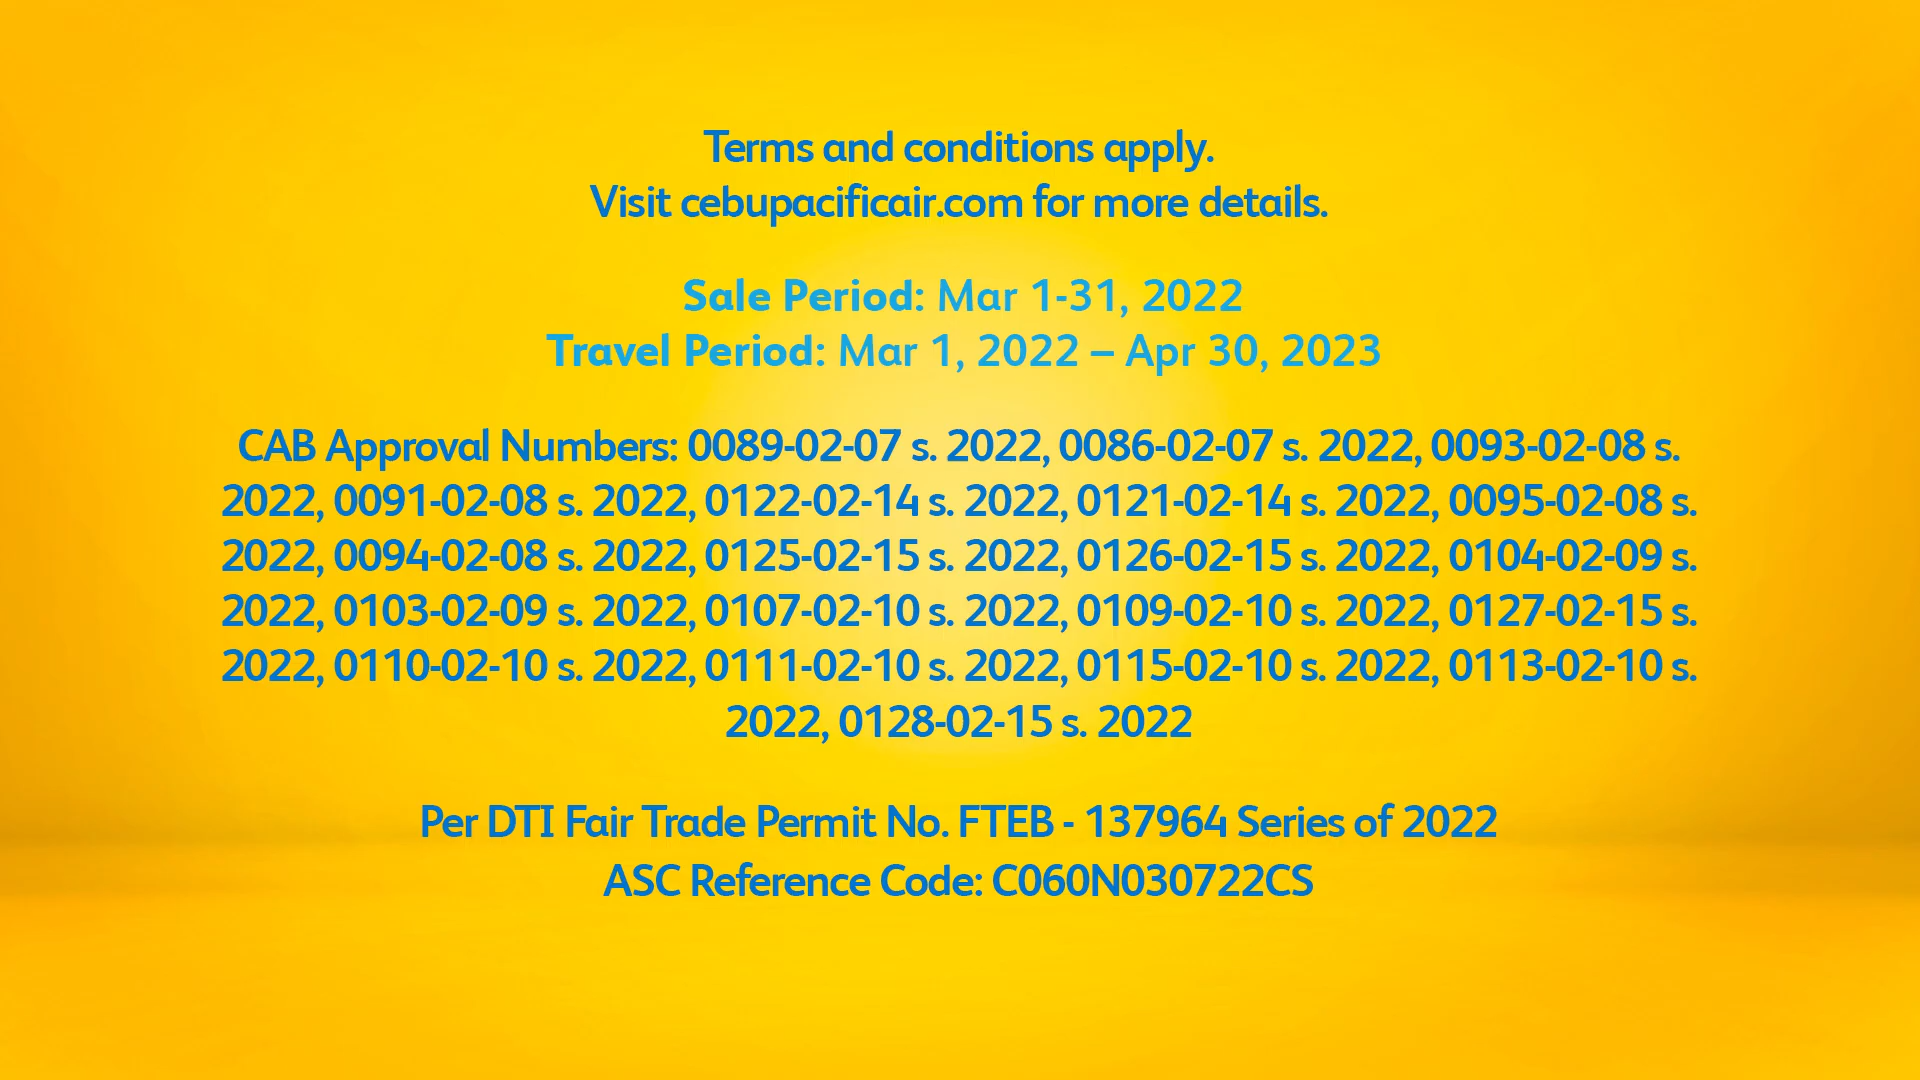 Terms and conditions apply.
Visit cebupacificair.com for more details.
Sale Period: Mar 1-31, 2022
Travel Period: Mar 1, 2022 – Apr 30, 2023
CAB Approval Numbers: 0089-02-07 s. 2022, 0086-02-07 s. 2022, 0093-02-08 s.
2022, 0091-02-08 s. 2022, 0122-02-14 s. 2022, 0121-02-14 s. 2022, 0095-02-08 s.
2022, 0094-02-08 s. 2022, 0125-02-15 s. 2022, 0126-02-15 s. 2022, 0104-02-09 s.
2022, 0103-02-09 s. 2022, 0107-02-10 s. 2022, 0109-02-10 s. 2022, 0127-02-15 s.
2022, 0110-02-10 s. 2022, 0111-02-10 s. 2022, 0115-02-10 s. 2022, 0113-02-10 s.
2022, 0128-02-15 s. 2022
Per DTI Fair Trade Permit No. FTEB - 137964 Series of 2022
ASC Reference Code: C060N030722CS